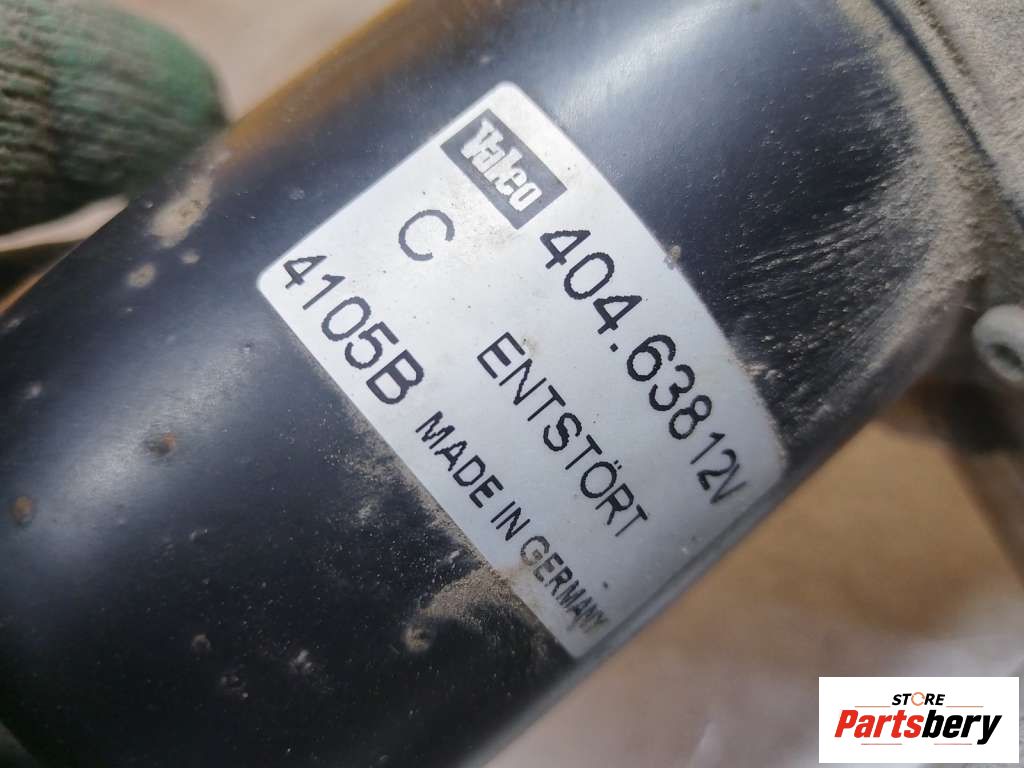 Valeo
404.638 12V
C
ENTSTÖRT
4105B MADE IN GERMANY
STORE
Partsbery